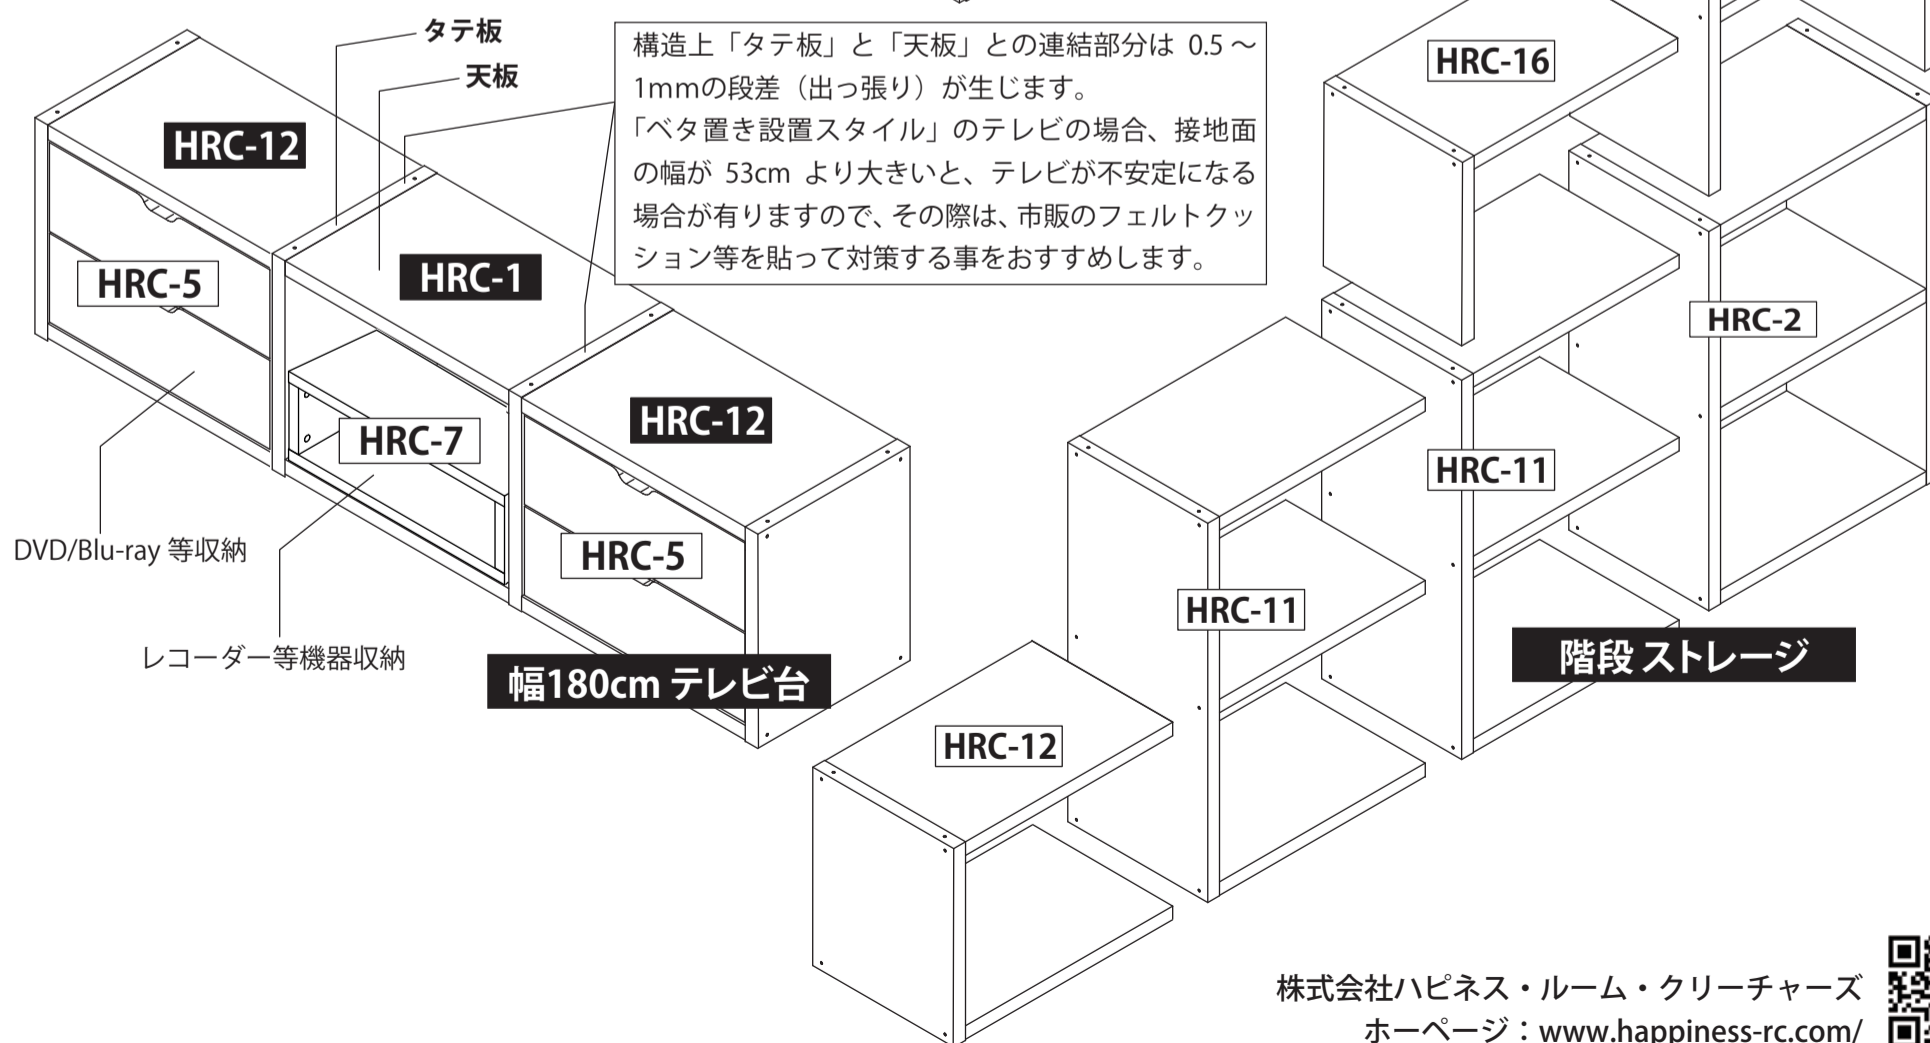 タテ板
天板
構造上「タテ板」と「天板」との連結部分は 0.5 ～
1mmの段差（出っ張り）が生じます。
「ベタ置き設置スタイル」のテレビの場合、接地面
の幅が 53cm より大きいと、テレビが不安定になる
場合が有りますので、その際は、市販のフェルトクッ
ション等を貼って対策する事をおすすめします。
HRC-12
HRC-5
HRC-1
HRC-7
HRC-12
HRC-5
DVD/Blu-ray 等収納
レコーダー等機器収納
幅180cm テレビ台
HRC-16
HRC-2
HRC-11
HRC-11
HRC-12
階段 ストレージ
株式会社ハピネス・ルーム・クリーチャーズ
ホーページ：www.happiness-rc.com/